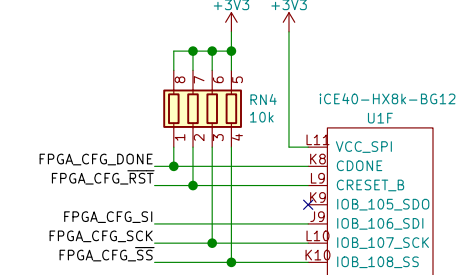 +3V3 +3V3
8 7 6 5
RN4
10k
1 2 3 4
iCE40-HX8k-BG12
U1F
L11 VCC_SPI
FPGA_CFG_DONE K8 CDONE
FPGA_CFG_RST L9 CRESET_B
K9 IOB_105_SDO
FPGA_CFG_SI J9 IOB_106_SDI
FPGA_CFG_SCK L10 IOB_107_SCK
FPGA_CFG_SS K10 IOB_108_SS